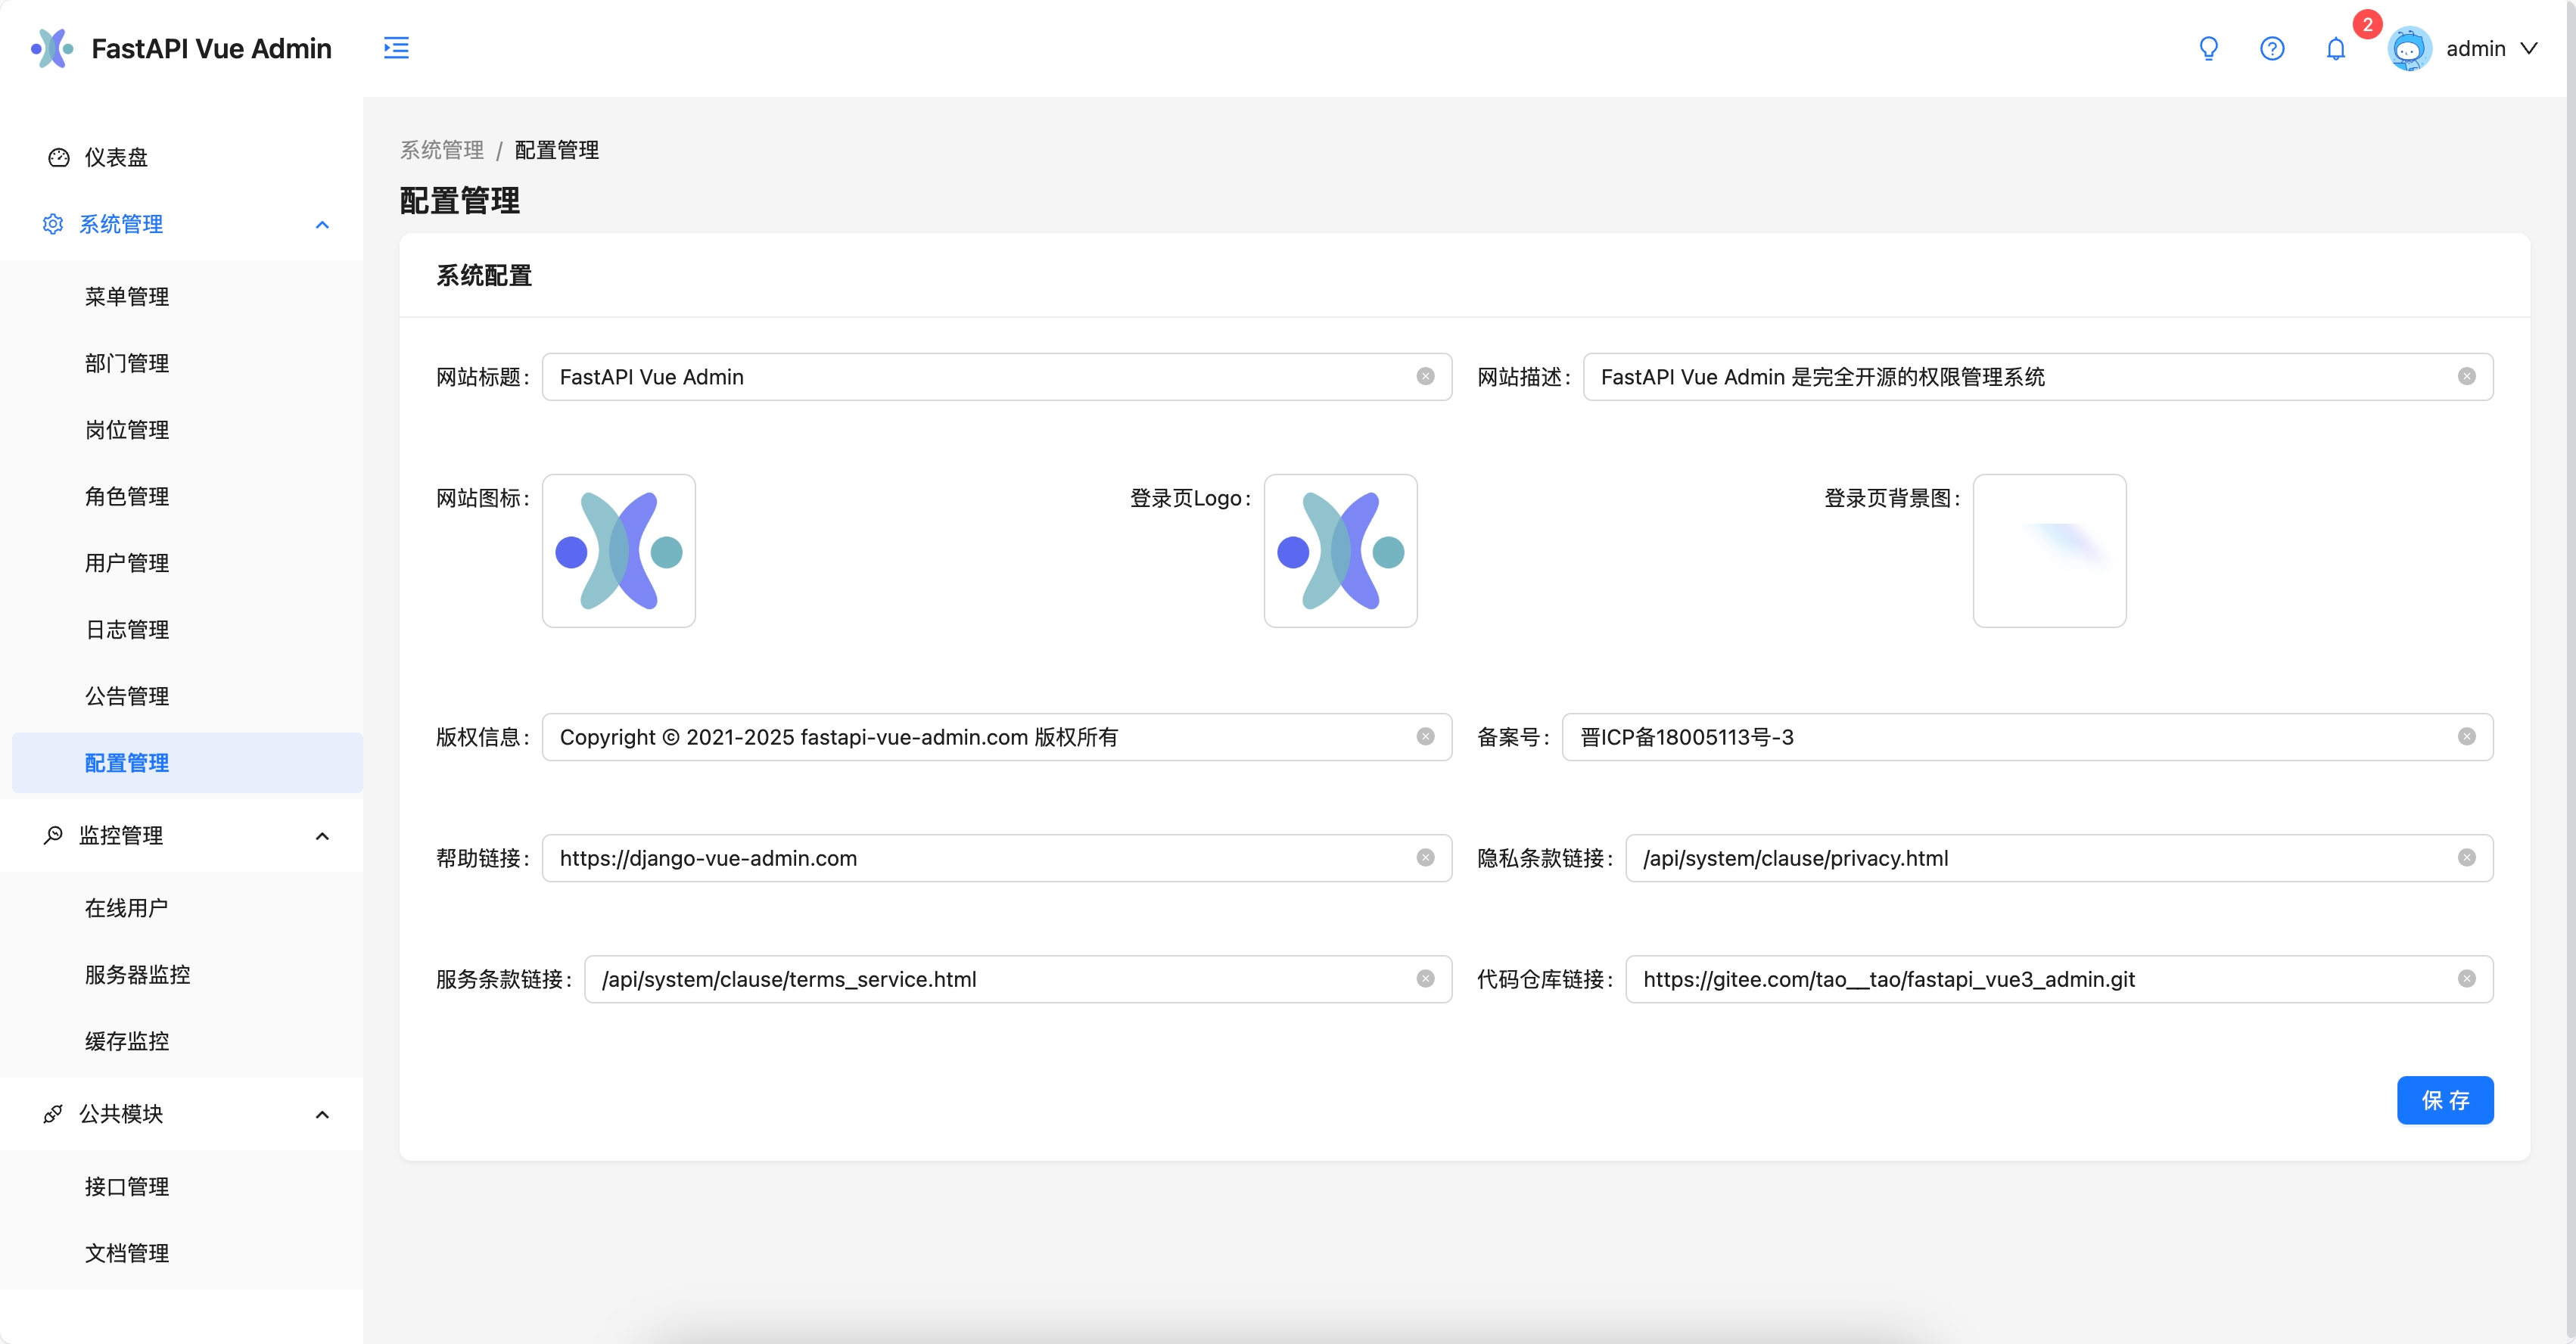 FastAPI Vue Admin
2
admin
仪表盘
系统管理
菜单管理
部门管理
岗位管理
角色管理
用户管理
日志管理
公告管理
配置管理
监控管理
在线用户
服务器监控
缓存监控
公共模块
接口管理
文档管理
系统管理 / 配置管理
配置管理
系统配置
网站标题: FastAPI Vue Admin
网站描述: FastAPI Vue Admin 是完全开源的权限管理系统
网站图标:
登录页Logo:
登录页背景图:
版权信息: Copyright © 2021-2025 fastapi-vue-admin.com 版权所有
备案号: 晋ICP备18005113号-3
帮助链接: https://django-vue-admin.com
隐私条款链接: /api/system/clause/privacy.html
服务条款链接: /api/system/clause/terms_service.html
代码仓库链接: https://gitee.com/tao__tao/fastapi_vue3_admin.git
保 存